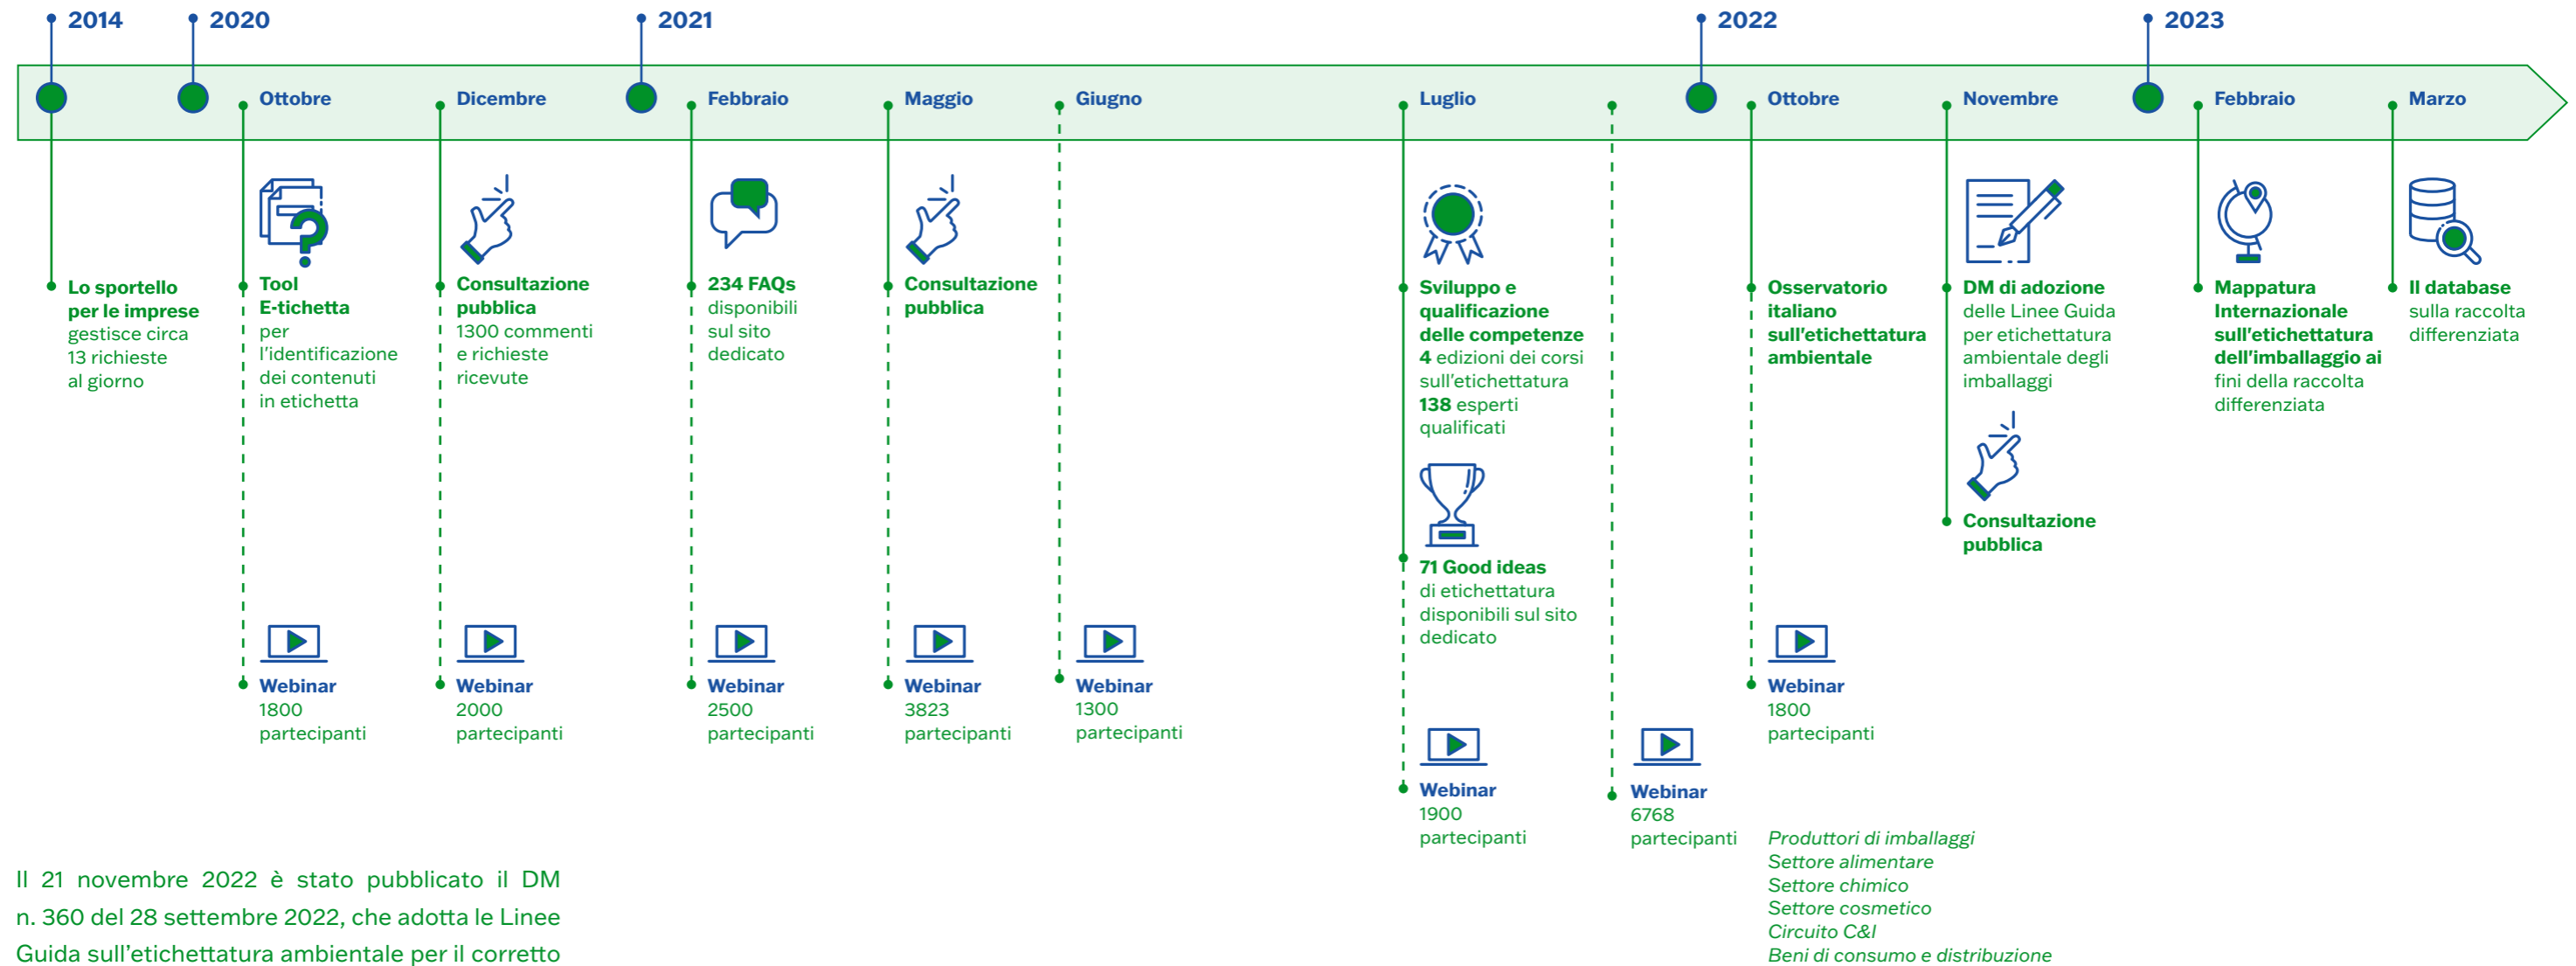 2014
2020
2021
2022
2023
Ottobre
Dicembre
Febbraio
Maggio
Giugno
Luglio
Ottobre
Novembre
Febbraio
Marzo
Lo sportello
per le imprese
gestisce circa
13 richieste
al giorno
Tool
E-tichetta
per
l'identificazione
dei contenuti
in etichetta
Webinar
1800
partecipanti
Consultazione
pubblica
1300 commenti
e richieste
ricevute
Webinar
2000
partecipanti
234 FAQs
disponibili
sul sito
dedicato
Webinar
2500
partecipanti
Consultazione
pubblica
Webinar
3823
partecipanti
Webinar
1300
partecipanti
Sviluppo e
qualificazione
delle competenze
4 edizioni dei corsi
sull'etichettatura
138 esperti
qualificati
71 Good ideas
di etichettatura
disponibili sul sito
dedicato
Webinar
1900
partecipanti
Webinar
6768
partecipanti
Osservatorio
italiano
sull'etichettatura
ambientale
Webinar
1800
partecipanti
Produttori di imballaggi
Settore alimentare
Settore chimico
Settore cosmetico
Circuito C&I
Beni di consumo e distribuzione
DM di adozione
delle Linee Guida
per etichettatura
ambientale degli
imballaggi
Consultazione
pubblica
Mappatura
Internazionale
sull'etichettatura
dell'imballaggio ai
fini della raccolta
differenziata
Il database
sulla raccolta
differenziata
Il 21 novembre 2022 è stato pubblicato il DM
n. 360 del 28 settembre 2022, che adotta le Linee
Guida sull'etichettatura ambientale per il corretto